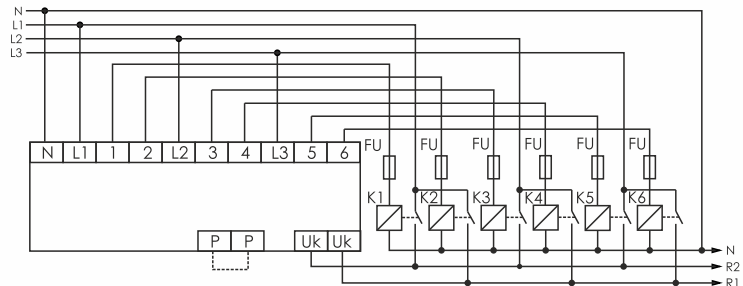 N
L1
L2
L3
N L1 1 2 L2 3 4 L3 5 6
FU FU FU FU FU FU
K1 K2 K3 K4 K5 K6
P P Uk Uk
N
R2
R1